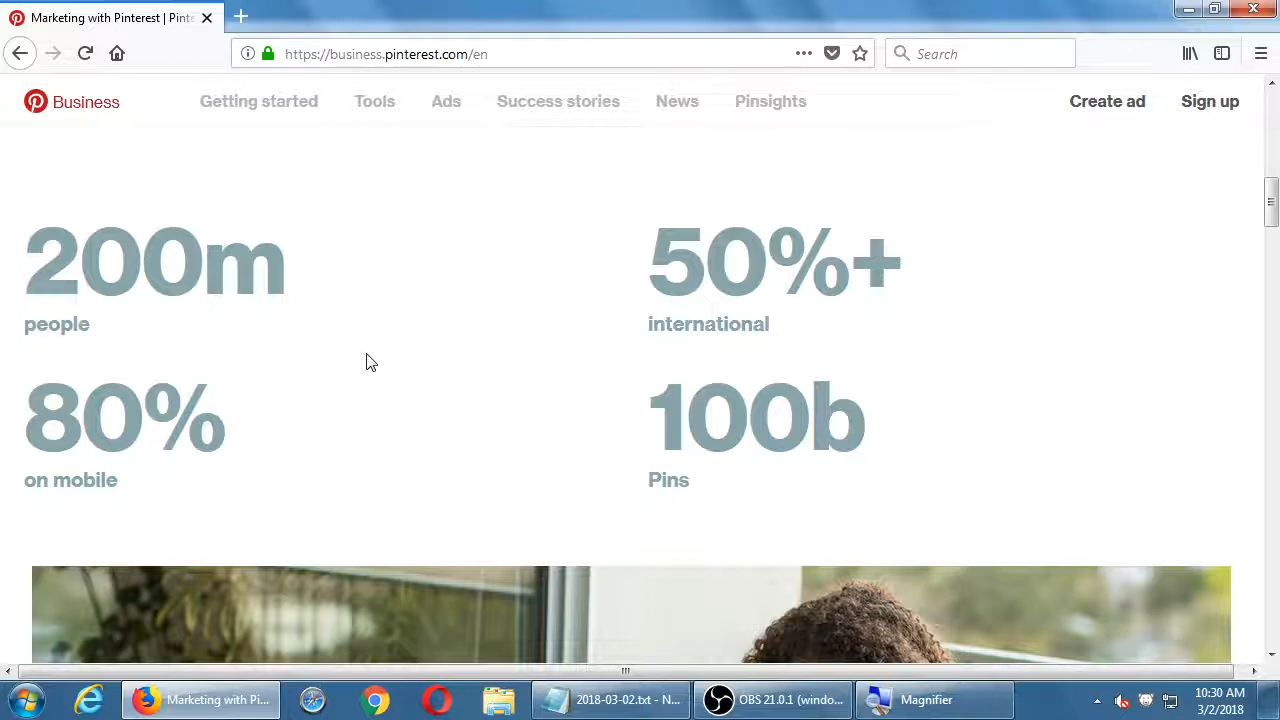 Marketing with Pinterest | Pinte
https://business.pinterest.com/en
Search
Business
Getting started
Tools
Ads
Success stories
News
Pinsights
Create ad
Sign up
200m
people
50%+
international
80%
on mobile
100b
Pins
Marketing with Pi...
2018-03-02.txt - N...
OBS 21.0.1 (windo...
Magnifier
10:30 AM
3/2/2018